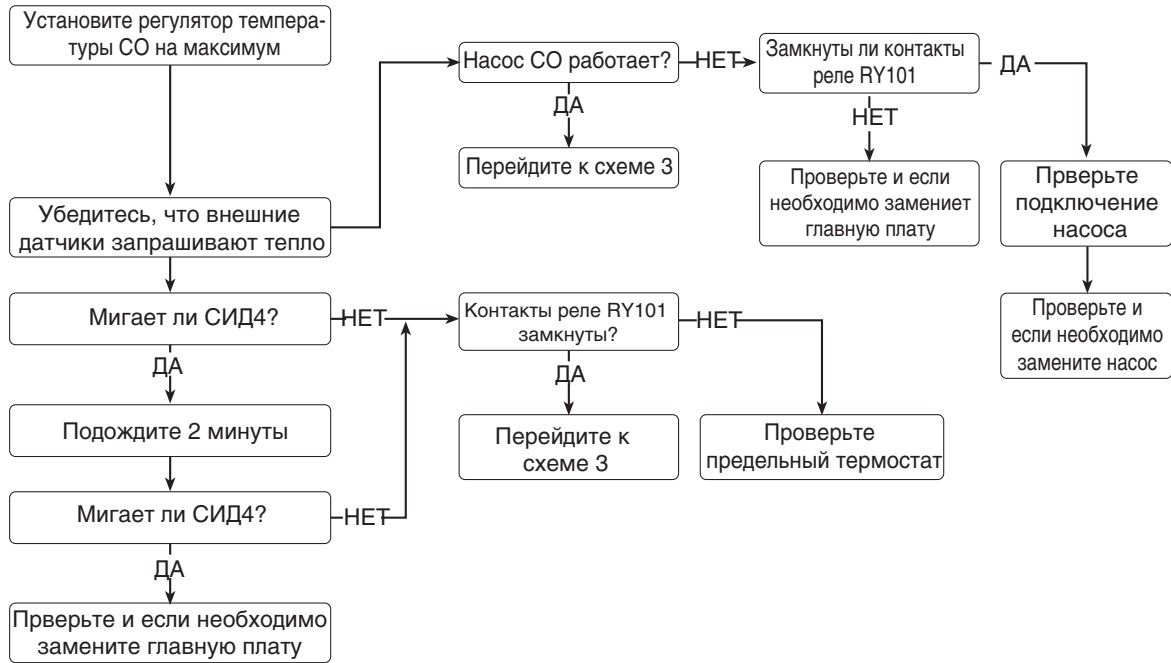 Установите регулятор темпера-
туры СО на максимум
Насос СО работает?
НЕТ
Замкнуты ли контакты
реле RY101
ДА
ДА
НЕТ
Перейдите к схеме 3
Проверьте и если
необходимо замениет
главную плату
Прверьте
подключение
насоса
Убедитесь, что внешние
датчики запрашивают тепло
Мигает ли СИД4?
НЕТ
Контакты реле RY101
замкнуты?
НЕТ
Проверьте и
если необходимо
замените насос
ДА
ДА
Подождите 2 минуты
Перейдите к
схеме 3
Проверьте
предельный термостат
Мигает ли СИД4?
НЕТ
ДА
Прверьте и если необходимо
замените главную плату